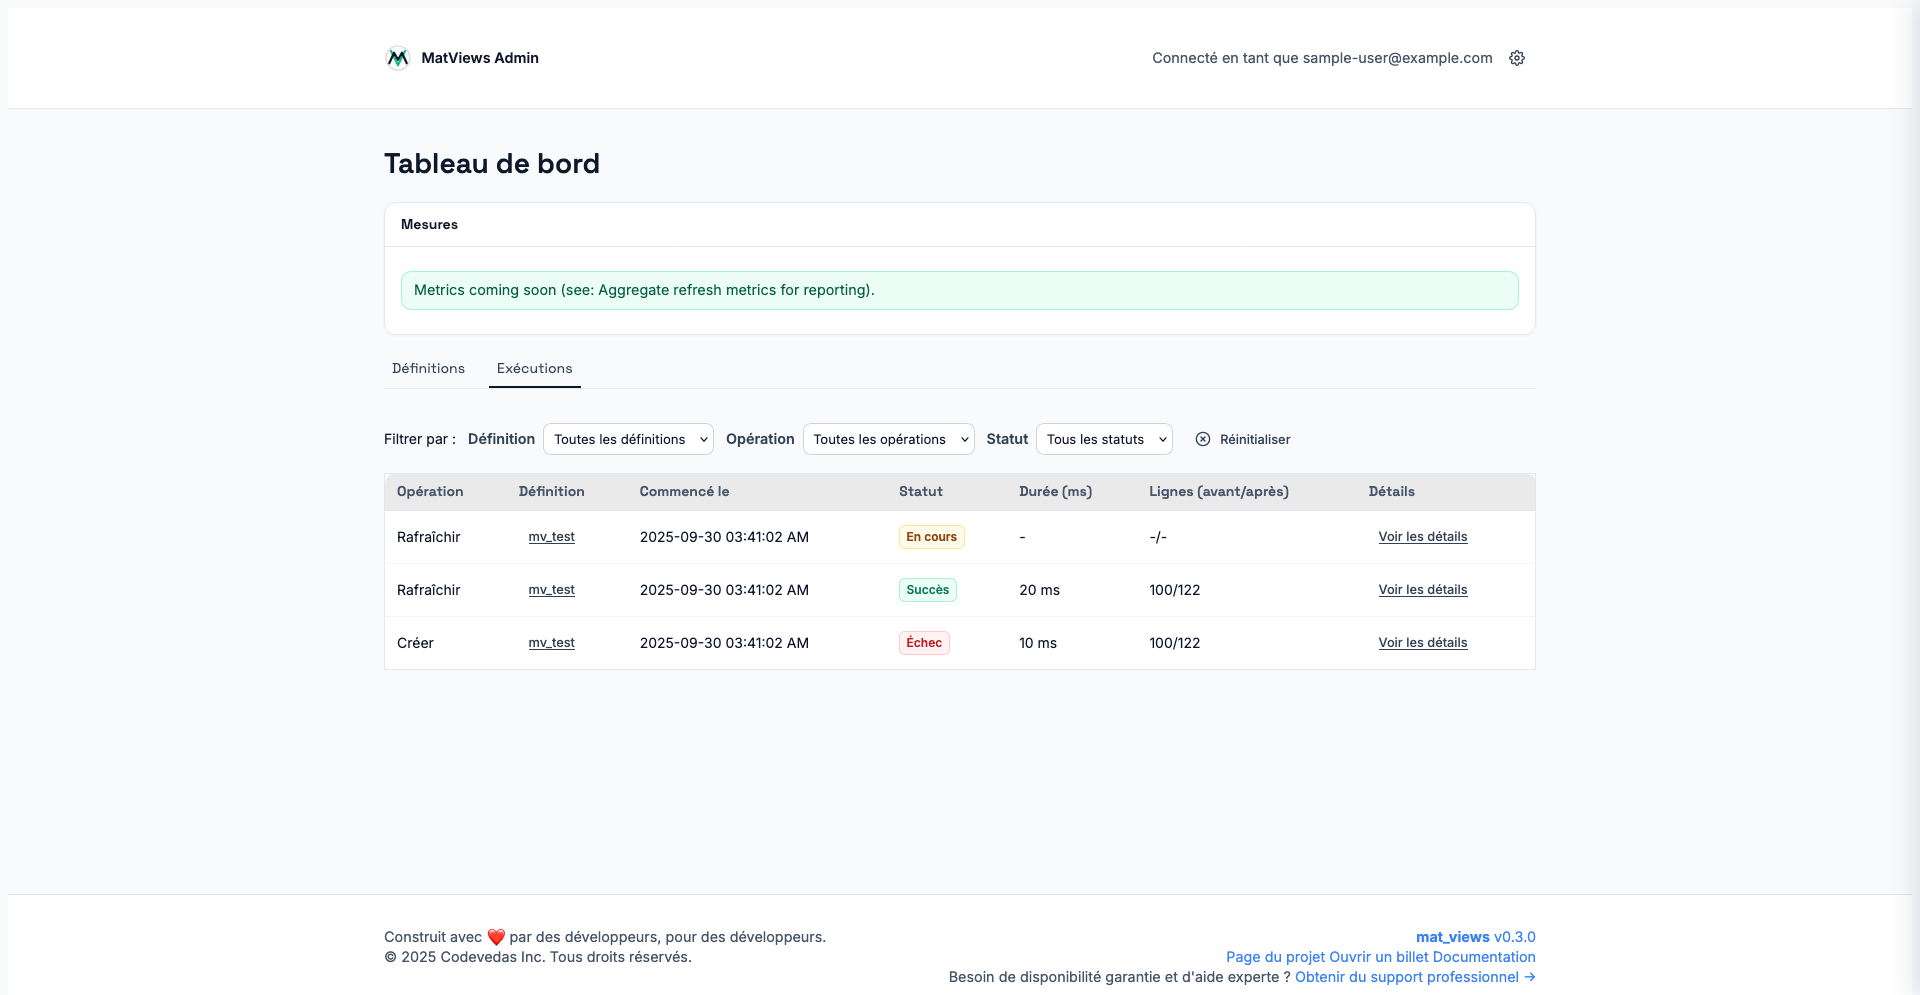 MatViews Admin
Connecté en tant que sample-user@example.com
Tableau de bord
Mesures
Metrics coming soon (see: Aggregate refresh metrics for reporting).
Définitions Exécutions
Filtrer par : Définition Toutes les définitions Opération Toutes les opérations Statut Tous les statuts Réinitialiser
Opération Définition Commencé le Statut Durée (ms) Lignes (avant/après) Détails
Rafraîchir mv_test 2025-09-30 03:41:02 AM En cours - -/- Voir les détails
Rafraîchir mv_test 2025-09-30 03:41:02 AM Succès 20 ms 100/122 Voir les détails
Créer mv_test 2025-09-30 03:41:02 AM Échec 10 ms 100/122 Voir les détails
Construit avec ❤️ par des développeurs, pour des développeurs.
© 2025 Codevedas Inc. Tous droits réservés.
mat_views v0.3.0
Page du projet Ouvrir un billet Documentation
Besoin de disponibilité garantie et d'aide experte ? Obtenir du support professionnel →